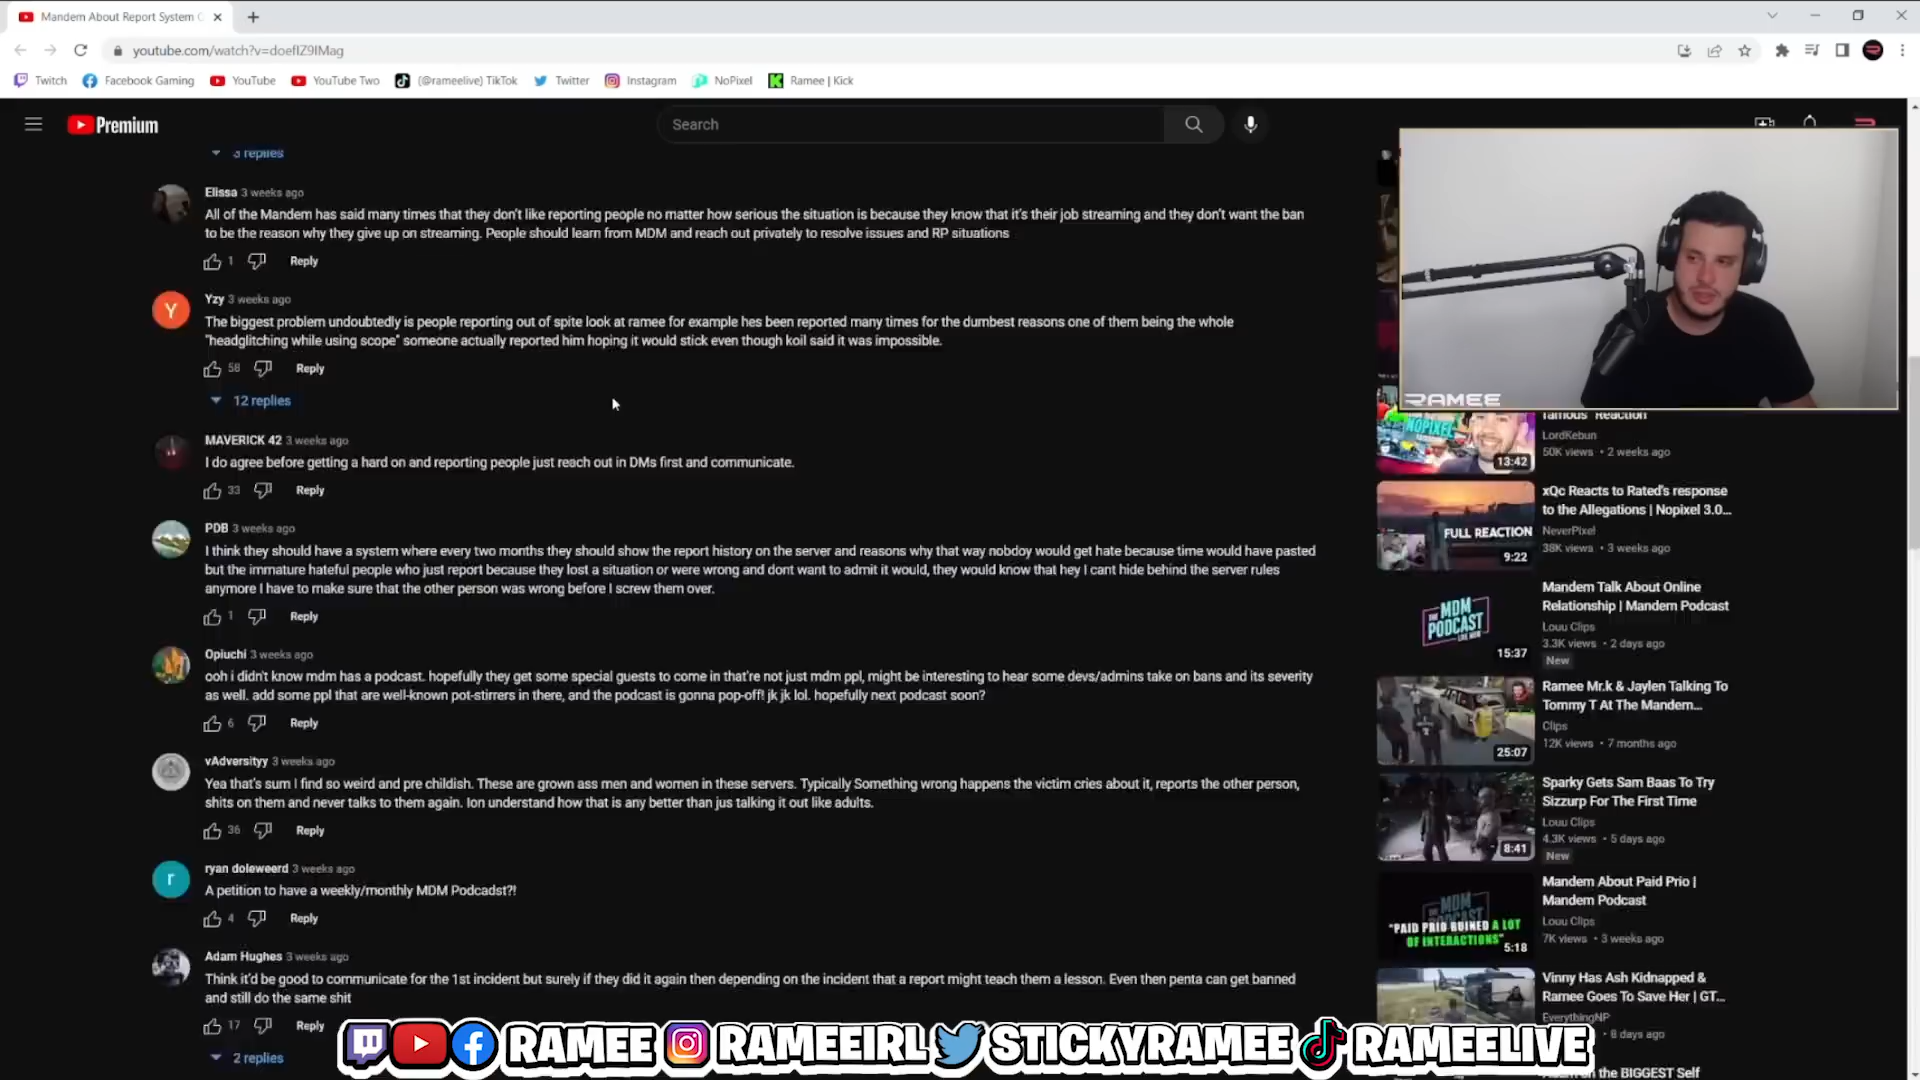 Mandem About Report System
youtube.com/watch?v=doefIZ9IMag
Twitch
Facebook Gaming
YouTube
YouTube Two
(@rameelive) TikTok
Twitter
Instagram
NoPixel
Ramee | Kick
Premium
Search
3 replies
Elissa 3 weeks ago
All of the Mandem has said many times that they don't like reporting people no matter how serious the situation is because they know that it's their job streaming and they don't want the ban
to be the reason why they give up on streaming. People should learn from MDM and reach out privately to resolve issues and RP situations
1 Reply
Y
Yzy 3 weeks ago
The biggest problem undoubtedly is people reporting out of spite look at ramee for example hes been reported many times for the dumbest reasons one of them being the whole
"headglitching while using scope" someone actually reported him hoping it would stick even though koil said it was impossible.
58 Reply
12 replies
MAVERICK 42 3 weeks ago
I do agree before getting a hard on and reporting people just reach out in DMs first and communicate.
33 Reply
PDB 3 weeks ago
I think they should have a system where every two months they should show the report history on the server and reasons why that way nobdoy would get hate because time would have pasted
but the immature hateful people who just report because they lost a situation or were wrong and dont want to admit it would, they would know that hey I cant hide behind the server rules
anymore I have to make sure that the other person was wrong before I screw them over.
1 Reply
Opiuchi 3 weeks ago
ooh i didn't know mdm has a podcast. hopefully they get some special guests to come in that're not just mdm ppl, might be interesting to hear some devs/admins take on bans and its severity
as well. add some ppl that are well-known pot-stirrers in there, and the podcast is gonna pop-off! jk jk lol. hopefully next podcast soon?
6 Reply
vAdversityy 3 weeks ago
Yea that's sum I find so weird and pre childish. These are grown ass men and women in these servers. Typically Something wrong happens the victim cries about it, reports the other person,
shits on them and never talks to them again. Ion understand how that is any better than jus talking it out like adults.
36 Reply
r
ryan doleweerd 3 weeks ago
A petition to have a weekly/monthly MDM Podcadst?!
4 Reply
Adam Hughes 3 weeks ago
Think it'd be good to communicate for the 1st incident but surely if they did it again then depending on the incident that a report might teach them a lesson. Even then penta can get banned
and still do the same shit
17 Reply
2 replies
RAMEE
famous" Reaction
LordKebun
50K views • 2 weeks ago
NOPIXEL
13:42
xQc Reacts to Rated's response
to the Allegations | Nopixel 3.0...
NeverPixel
38K views • 3 weeks ago
FULL REACTION
9:22
Mandem Talk About Online
Relationship | Mandem Podcast
Louu Clips
3.3K views • 2 days ago
New
THE MDM
PODCAST
15:37
Ramee Mr.k & Jaylen Talking To
Tommy T At The Mandem...
Clips
12K views • 7 months ago
25:07
Sparky Gets Sam Baas To Try
Sizzurp For The First Time
Louu Clips
4.3K views • 5 days ago
New
8:41
Mandem About Paid Prio |
Mandem Podcast
Louu Clips
7K views • 3 weeks ago
"PAID PRIO RUINED A LOT
OF INTERACTIONS"
5:18
Vinny Has Ash Kidnapped &
Ramee Goes To Save Her | GT...
EverythingNP
8 days ago
on the BIGGEST Self
RAMEE RAMEEIRL STICKYRAMEE RAMEELIVE